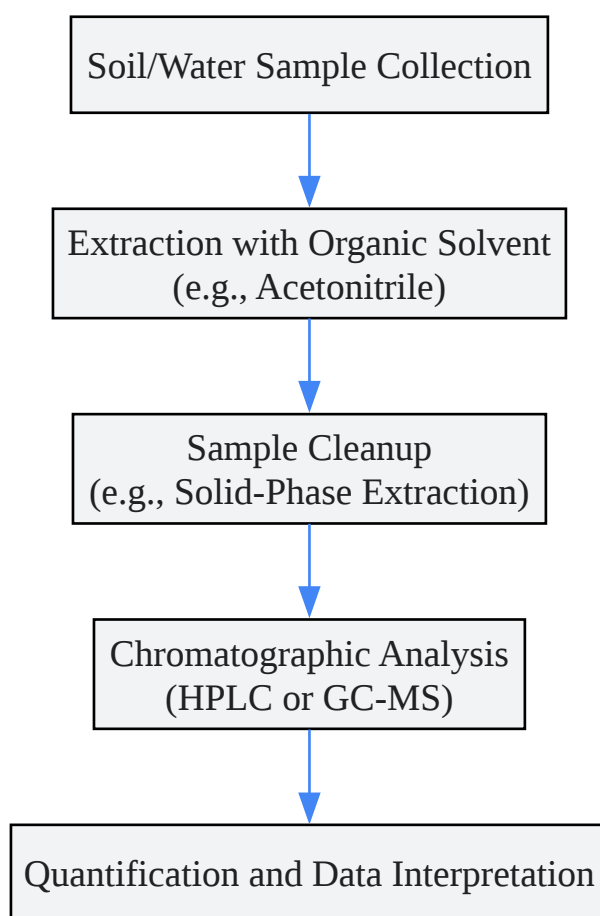 Soil/Water Sample Collection
Extraction with Organic Solvent
(e.g., Acetonitrile)
Sample Cleanup
(e.g., Solid-Phase Extraction)
Chromatographic Analysis
(HPLC or GC-MS)
Quantification and Data Interpretation